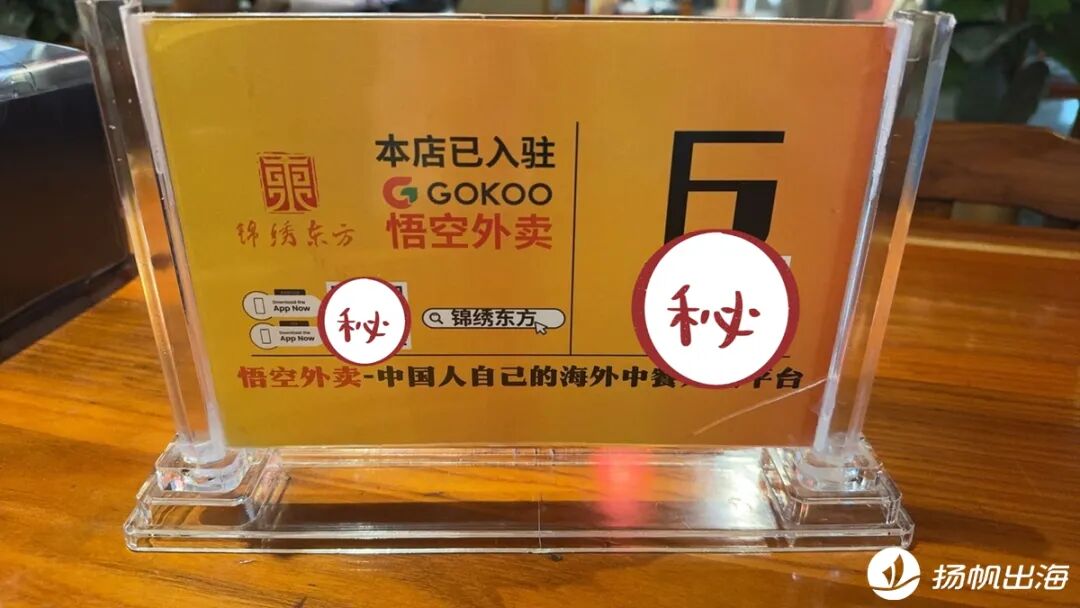 本店已入驻
GOKOO
悟空外卖
锦绣东方
Download the
App Now
Download the
App Now
秘
锦绣东方
秘
悟空外卖-中国人自己的海外中餐
平台
扬帆出海